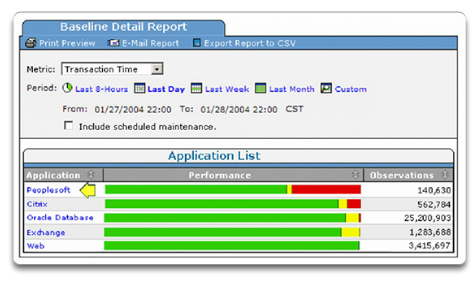 Baseline Detail Report
Print Preview E-Mail Report Export Report to CSV
Metric: Transaction Time
Period: Last 8-Hours Last Day Last Week Last Month Custom
From: 01/27/2004 22:00 To: 01/28/2004 22:00 CST
Include scheduled maintenance.
Application List
Application Performance Observations
Peoplesoft 140,630
Citrix 562,784
Oracle Database 25,200,903
Exchange 1,283,688
Web 3,415,697